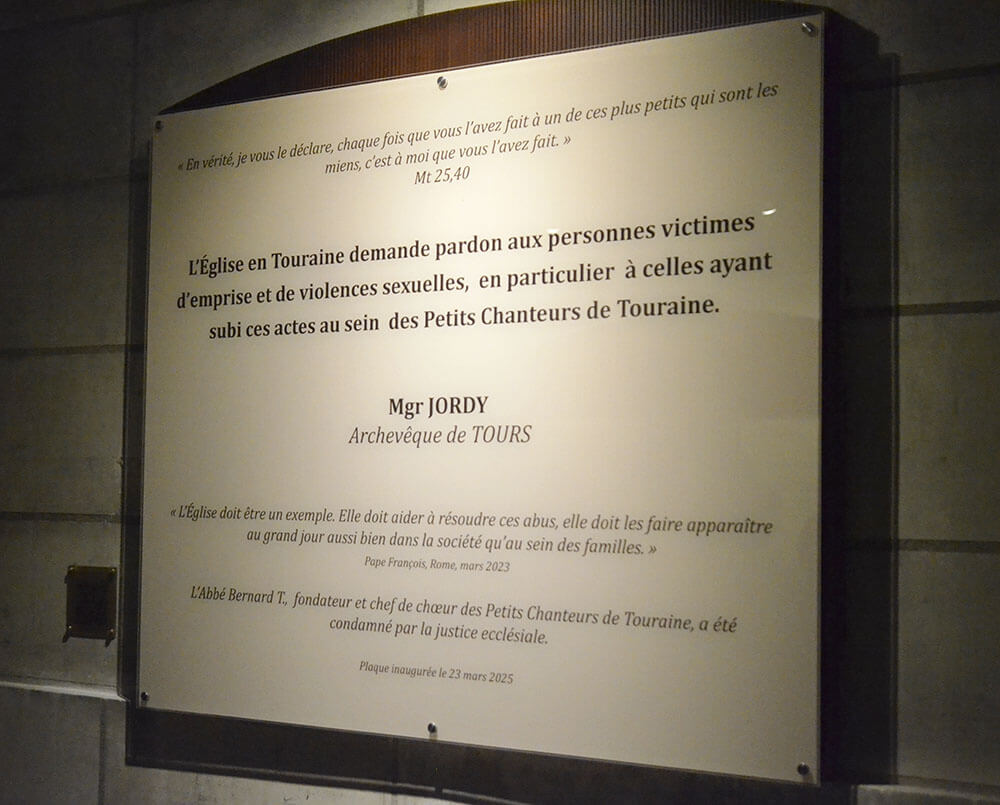 « En vérité, je vous le déclare, chaque fois que vous l'avez fait à un de ces plus petits qui sont les
miens, c'est à moi que vous l'avez fait. »
Mt 25,40
L'Église en Touraine demande pardon aux personnes victimes
d'emprise et de violences sexuelles, en particulier à celles ayant
subi ces actes au sein des Petits Chanteurs de Touraine.
Mgr JORDY
Archevêque de TOURS
« L'Église doit être un exemple. Elle doit aider à résoudre ces abus, elle doit les faire apparaître
au grand jour aussi bien dans la société qu'au sein des familles. »
Pape François, Rome, mars 2023
L'Abbé Bernard T., fondateur et chef de chœur des Petits Chanteurs de Touraine, a été
condamné par la justice ecclésiale.
Plaque inaugurée le 23 mars 2025